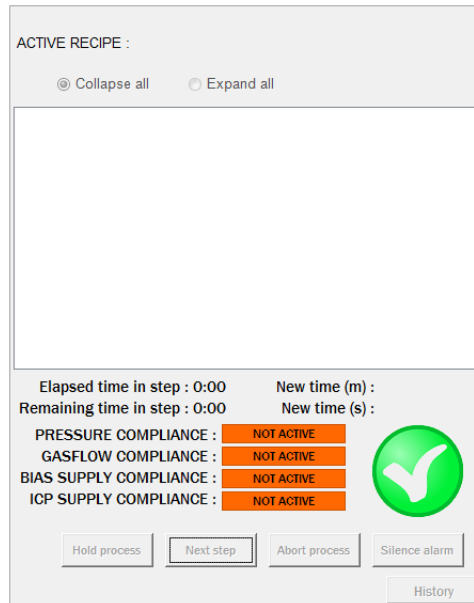 ACTIVE RECIPE :
Collapse all Expand all
Elapsed time in step : 0:00 New time (m) :
Remaining time in step : 0:00 New time (s) :
PRESSURE COMPLIANCE : NOT ACTIVE
GASFLOW COMPLIANCE : NOT ACTIVE
BIAS SUPPLY COMPLIANCE : NOT ACTIVE
ICP SUPPLY COMPLIANCE : NOT ACTIVE
Hold process Next step Abort process Silence alarm
History